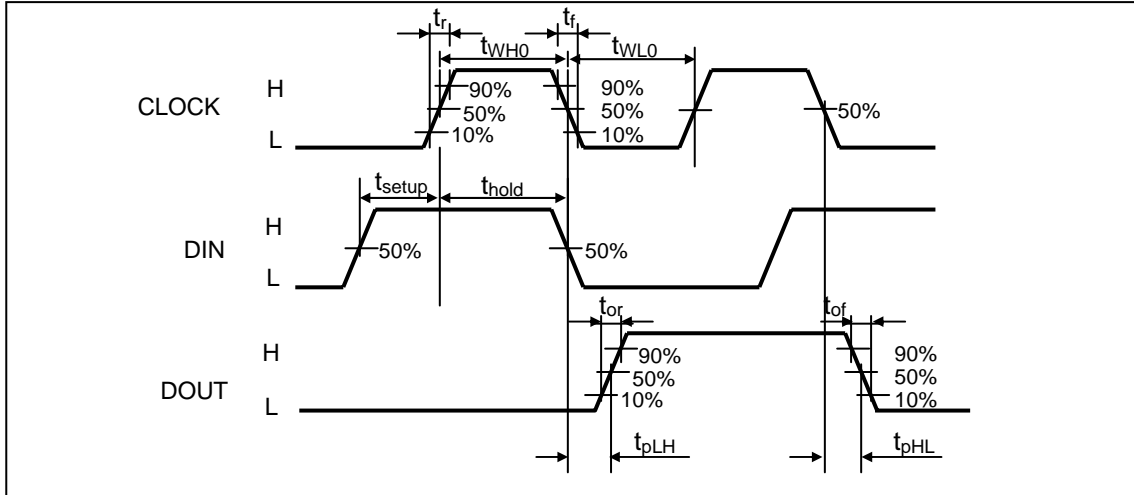 tr tf
tWH0 tWL0
H 90% 90%
CLOCK 50% 50% 50%
L 10% 10%
tsetup thold
H
DIN 50% 50%
L
tor tof
H 90% 90%
50% 50%
DOUT 10% 10%
L
tpLH tpHL